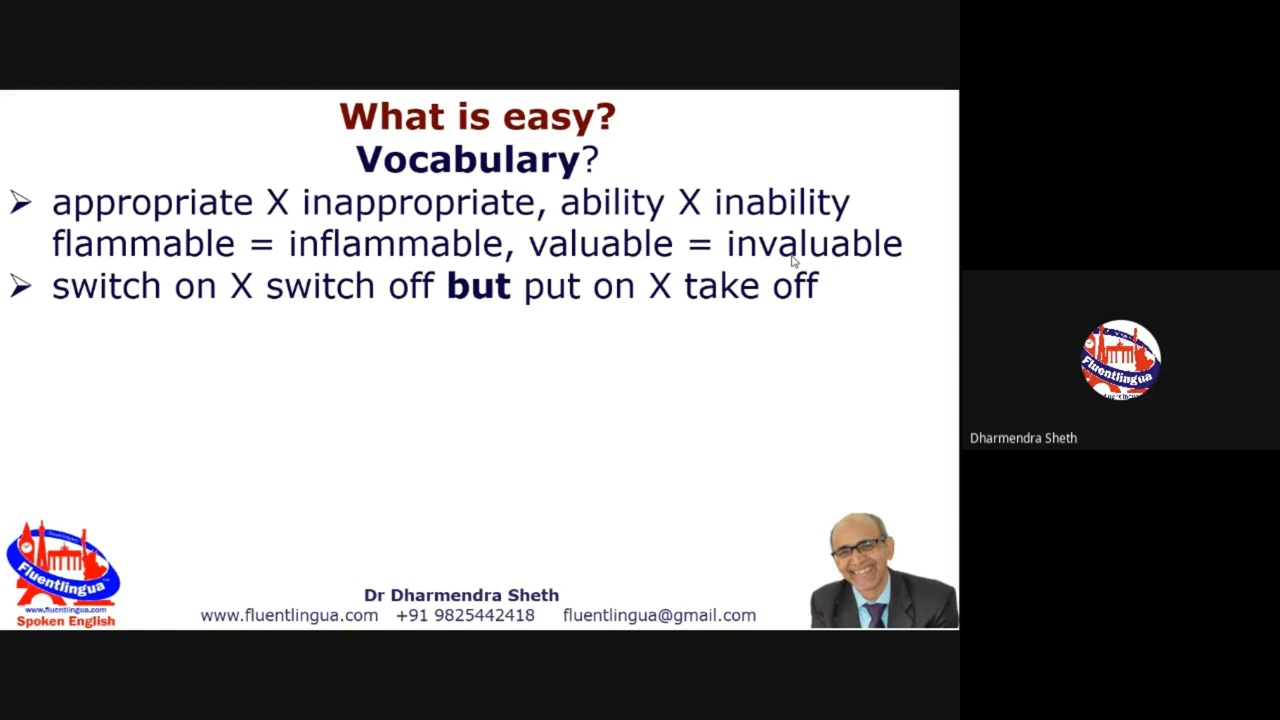 What is easy?
Vocabulary?
➢ appropriate X inappropriate, ability X inability
flammable = inflammable, valuable = invaluable
➢ switch on X switch off but put on X take off
Fluentlingua
Dharmendra Sheth
Fluentlingua
www.fluentlingua.com
Spoken English
Dr Dharmendra Sheth
www.fluentlingua.com +91 9825442418 fluentlingua@gmail.com